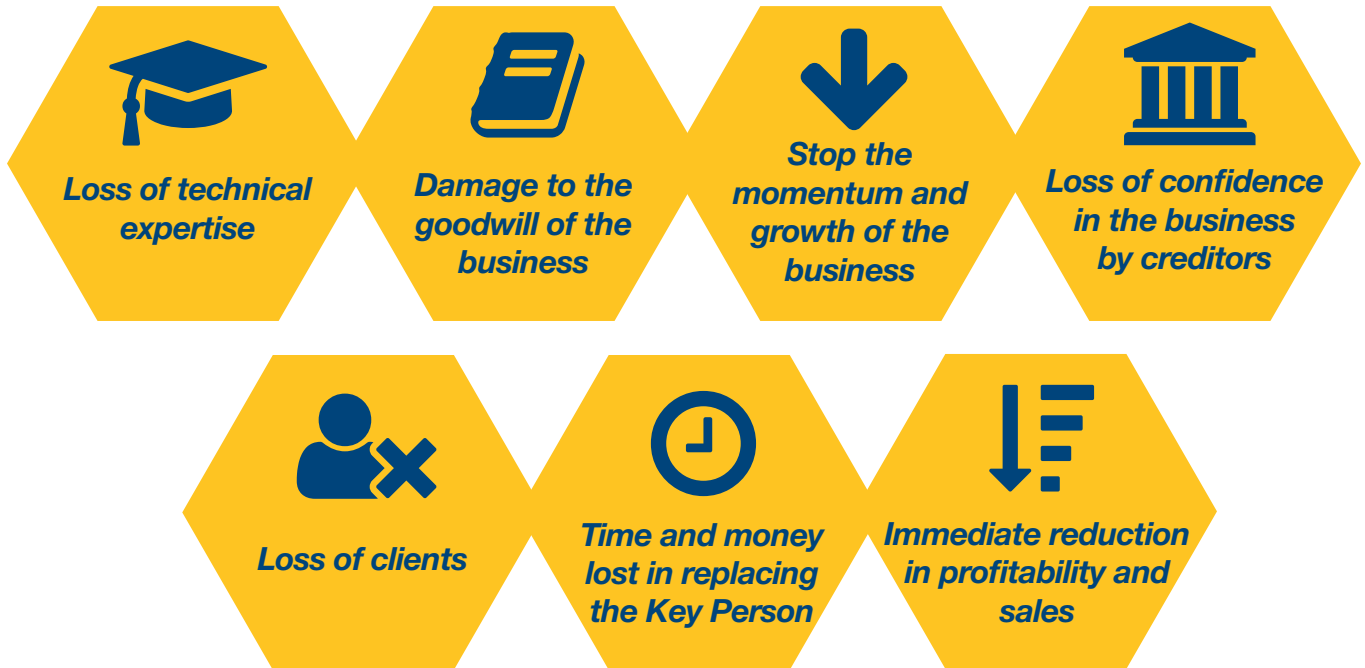 Loss of technical
expertise
Damage to the
goodwill of the
business
Stop the
momentum and
growth of the
business
Loss of confidence
in the business
by creditors
Loss of clients
Time and money
lost in replacing
the Key Person
Immediate reduction
in profitability and
sales